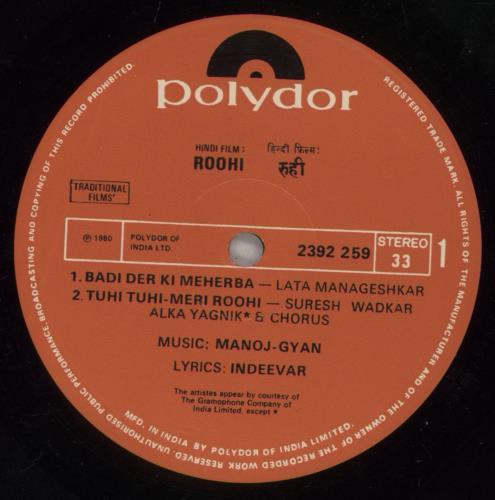 polydor
HINDI FILM: हिन्दी फ़िल्म:
ROOHI रुही
'TRADITIONAL FILMS'
℗ 1980 POLYDOR OF INDIA LTD. 2392 259 STEREO 33 1
1. BADI DER KI MEHERBA — LATA MANAGESHKAR
2. TUHI TUHI-MERI ROOHI — SURESH WADKAR
ALKA YAGNIK* & CHORUS
MUSIC: MANOJ-GYAN
LYRICS: INDEEVAR
The artistes appear by courtesy of
The Gramophone Company of
India Limited, except *
MFD. IN INDIA BY POLYDOR OF INDIA LIMITED.
REGISTERED TRADE MARK. ALL RIGHTS OF THE MANUFACTURER AND OF THE OWNER OF THE RECORDED WORK RESERVED. UNAUTHORISED PUBLIC PERFORMANCE, BROADCASTING AND COPYING OF THIS RECORD PROHIBITED.